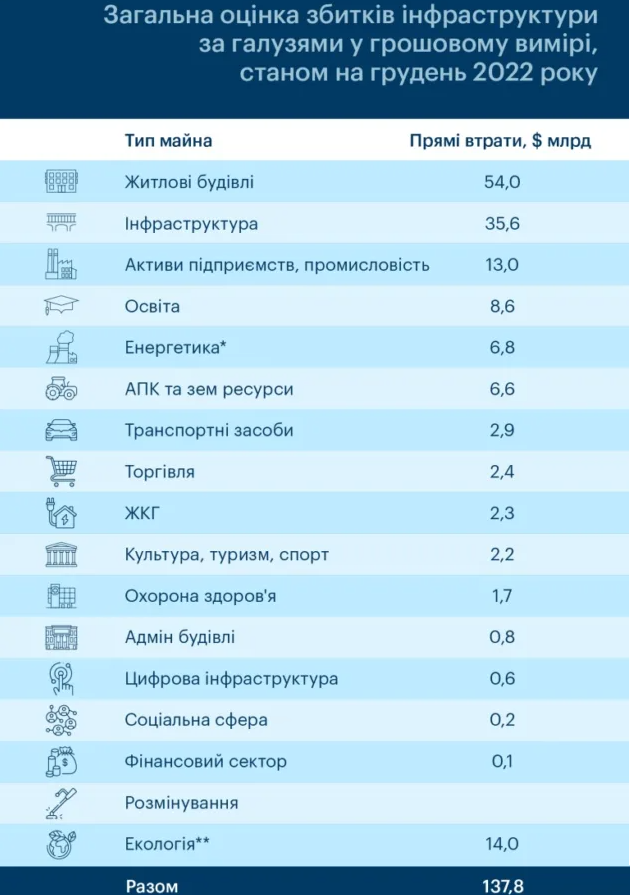 Загальна оцінка збитків інфраструктури
за галузями у грошовому вимірі,
станом на грудень 2022 року
Тип майна Прямі втрати, $ млрд
Житлові будівлі 54,0
Інфраструктура 35,6
Активи підприємств, промисловість 13,0
Освіта 8,6
Енергетика* 6,8
АПК та зем ресурси 6,6
Транспортні засоби 2,9
Торгівля 2,4
ЖКГ 2,3
Культура, туризм, спорт 2,2
Охорона здоров'я 1,7
Адмін будівлі 0,8
Цифрова інфраструктура 0,6
Соціальна сфера 0,2
Фінансовий сектор 0,1
Розмінування
Екологія** 14,0
Разом 137,8